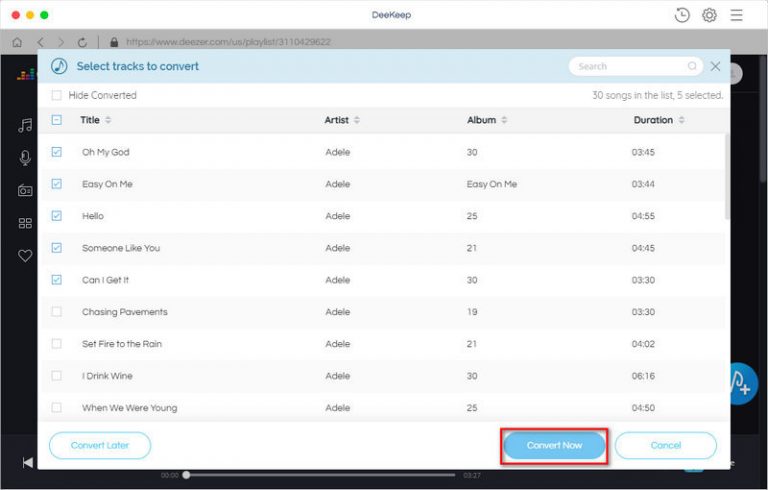 DeeKeep
https://www.deezer.com/us/playlist/3110429622
Select tracks to convert
Search
Hide Converted
30 songs in the list, 5 selected.
Title Artist Album Duration
Oh My God Adele 30 03:45
Easy On Me Adele Easy On Me 03:44
Hello Adele 25 04:55
Someone Like You Adele 21 04:45
Can I Get It Adele 30 03:30
Chasing Pavements Adele 19 03:30
Set Fire to the Rain Adele 21 04:02
I Drink Wine Adele 30 06:16
When We Were Young Adele 25 04:50
Convert Later Convert Now Cancel
00:00 03:27